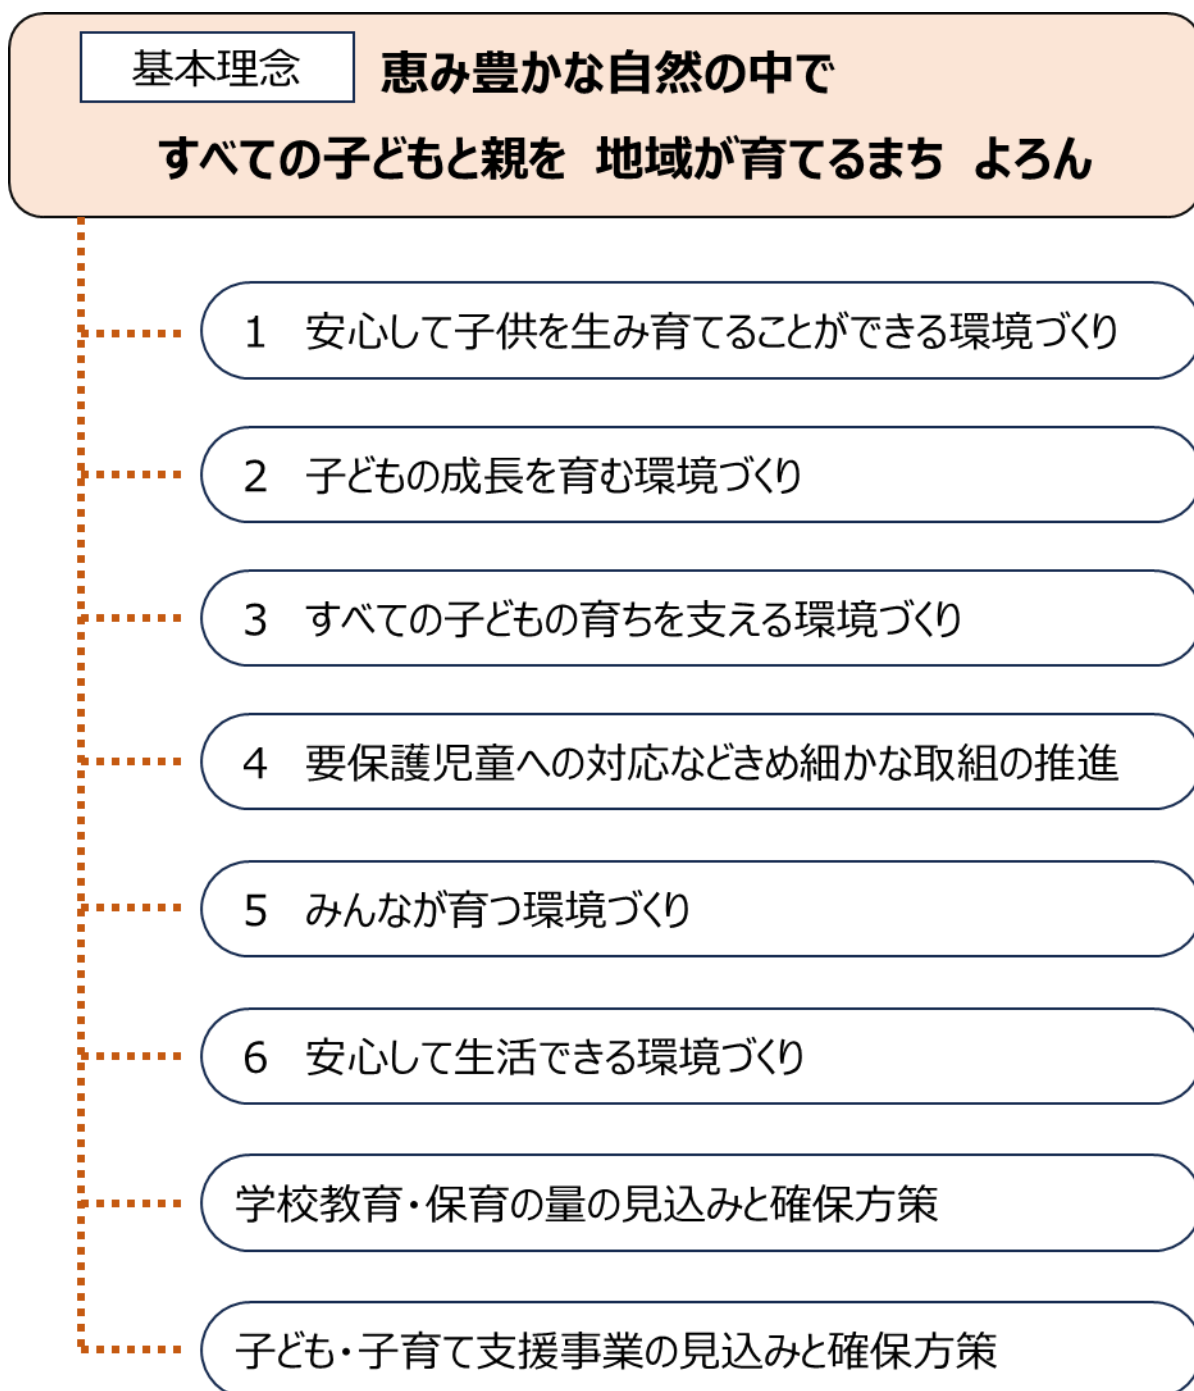 基本理念 恵み豊かな自然の中で
すべての子どもと親を 地域が育てるまち よろん
1 安心して子供を生み育てることができる環境づくり
2 子どもの成長を育む環境づくり
3 すべての子どもの育ちを支える環境づくり
4 要保護児童への対応などきめ細かな取組の推進
5 みんなが育つ環境づくり
6 安心して生活できる環境づくり
学校教育・保育の量の見込みと確保方策
子ども・子育て支援事業の見込みと確保方策